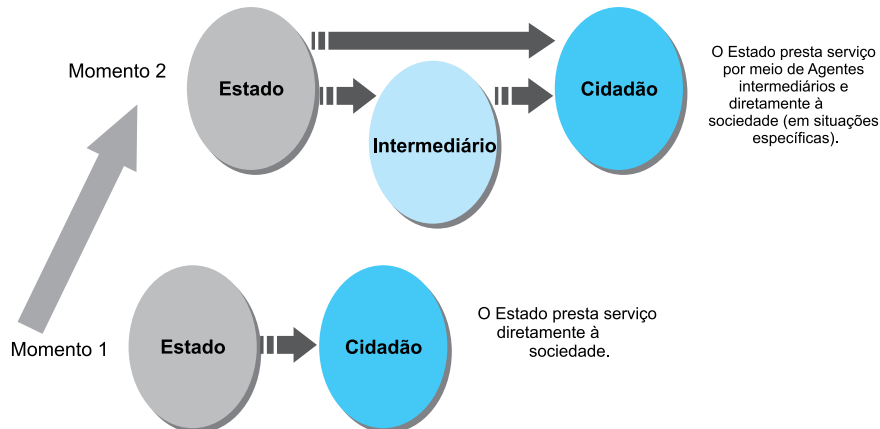 Momento 2
Estado
Intermediário
Cidadão
O Estado presta serviço
por meio de Agentes
intermediários e
diretamente à
sociedade (em situações
específicas).
Momento 1
Estado
Cidadão
O Estado presta serviço
diretamente à
sociedade.